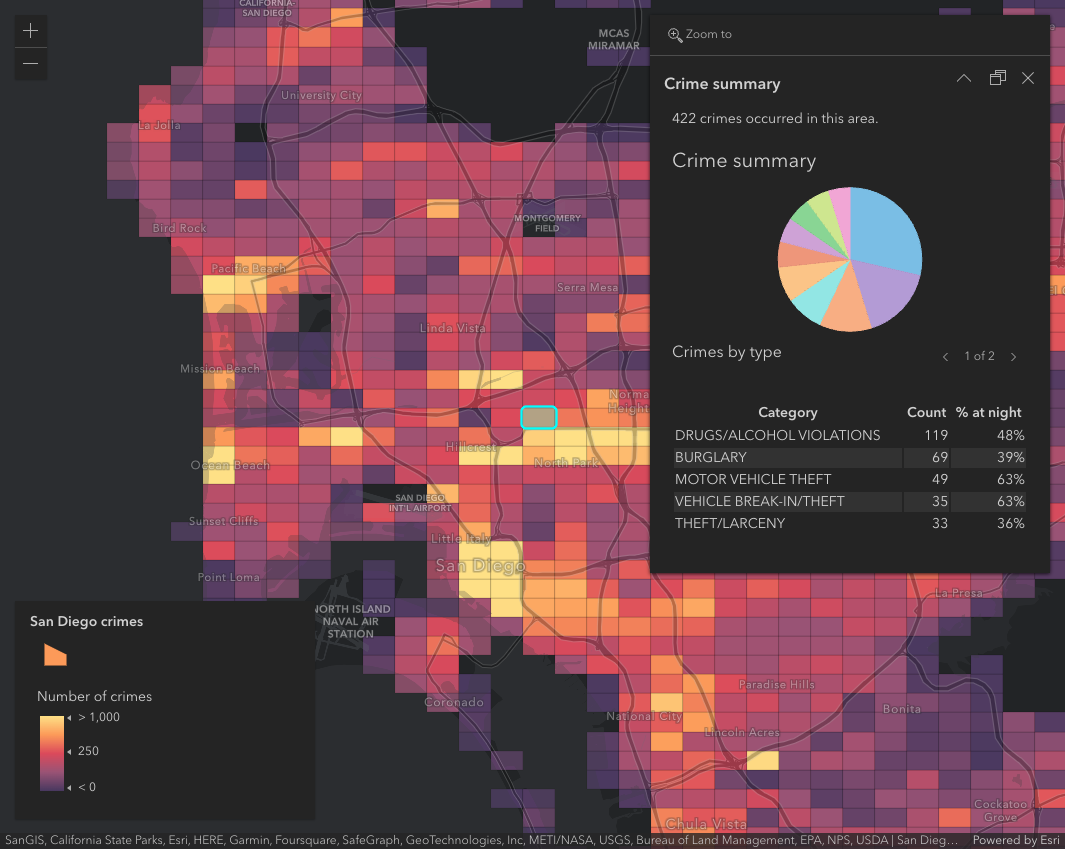 CALIFORNIA-
SAN DIEGO
MCAS
MIRAMAR
University City
La Jolla
Bird Rock
MONTGOMERY
FIELD
Pacific Beach
Serra Mesa
Linda Vista
Mission Beach
Hillcrest
North Park
Ocean Beach
SAN DIEGO
INT'L AIRPORT
Sunset Cliffs
Little Italy
San Diego
Point Loma
NORTH ISLAND
NAVAL AIR
STATION
La Presa
Paradise Hills
Coronado
National City
Bonita
Lincoln Acres
Cockatoo
Grove
Chula Vista
Zoom to
Crime summary
422 crimes occurred in this area.
Crime summary
Crimes by type
1 of 2
Category Count % at night
DRUGS/ALCOHOL VIOLATIONS 119 48%
BURGLARY 69 39%
MOTOR VEHICLE THEFT 49 63%
VEHICLE BREAK-IN/THEFT 35 63%
THEFT/LARCENY 33 36%
San Diego crimes
Number of crimes
> 1,000
250
< 0
SanGIS, California State Parks, Esri, HERE, Garmin, Foursquare, SafeGraph, GeoTechnologies, Inc, METI/NASA, USGS, Bureau of Land Management, EPA, NPS, USDA | San Dieg... Powered by Esri